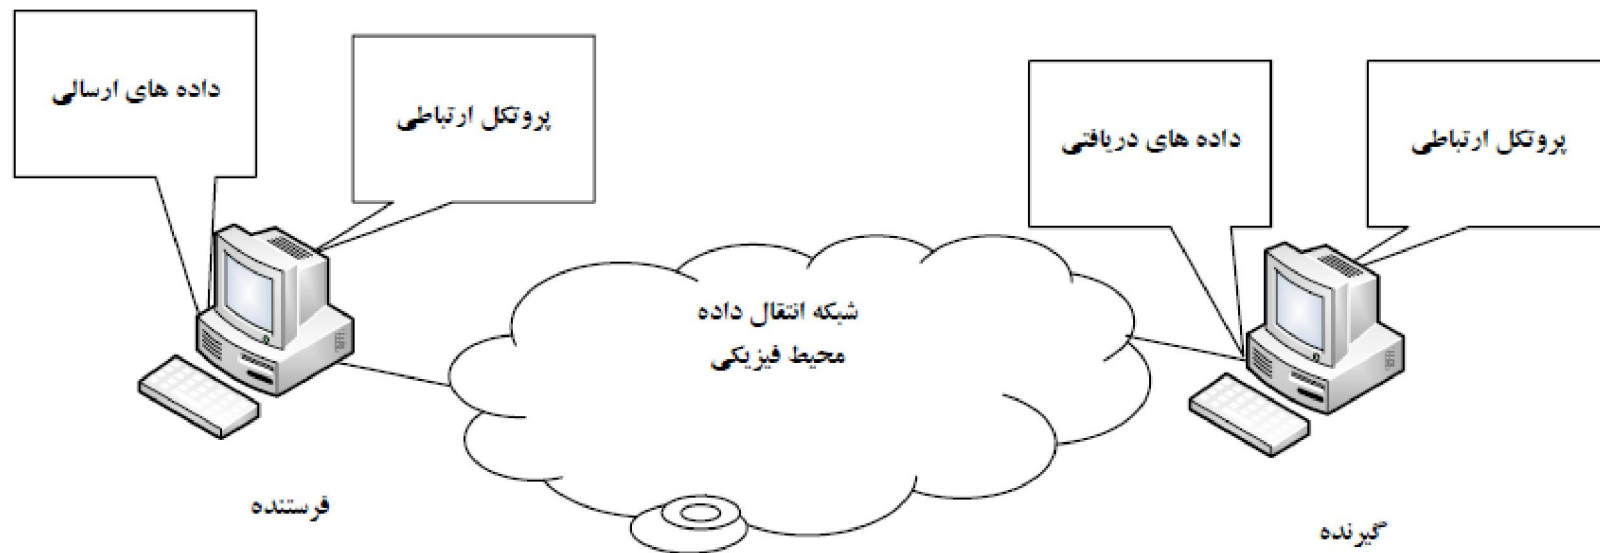 داده های ارسالی
پروتکل ارتباطی
داده های دریافتی
پروتکل ارتباطی
شبکه انتقال داده
محیط فیزیکی
فرستنده
گیرنده